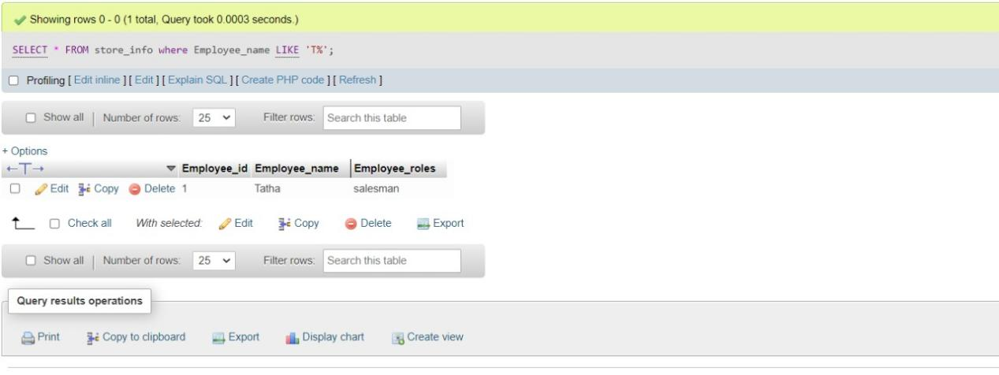 Showing rows 0 - 0 (1 total, Query took 0.0003 seconds.)
SELECT * FROM store_info where Employee_name LIKE 'T%';
Profiling [ Edit inline ] [ Edit ] [ Explain SQL ] [ Create PHP code ] [ Refresh ]
Show all | Number of rows: 25 Filter rows: Search this table
+ Options
←T→ Employee_id Employee_name Employee_roles
Edit Copy Delete 1 Tatha salesman
Check all With selected: Edit Copy Delete Export
Show all | Number of rows: 25 Filter rows: Search this table
Query results operations
Print Copy to clipboard Export Display chart Create view